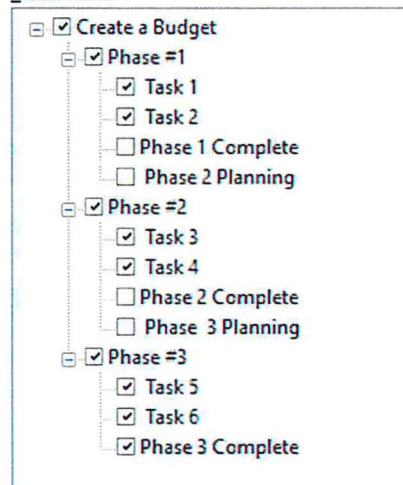 Create a Budget
Phase #1
Task 1
Task 2
Phase 1 Complete
Phase 2 Planning
Phase #2
Task 3
Task 4
Phase 2 Complete
Phase 3 Planning
Phase #3
Task 5
Task 6
Phase 3 Complete